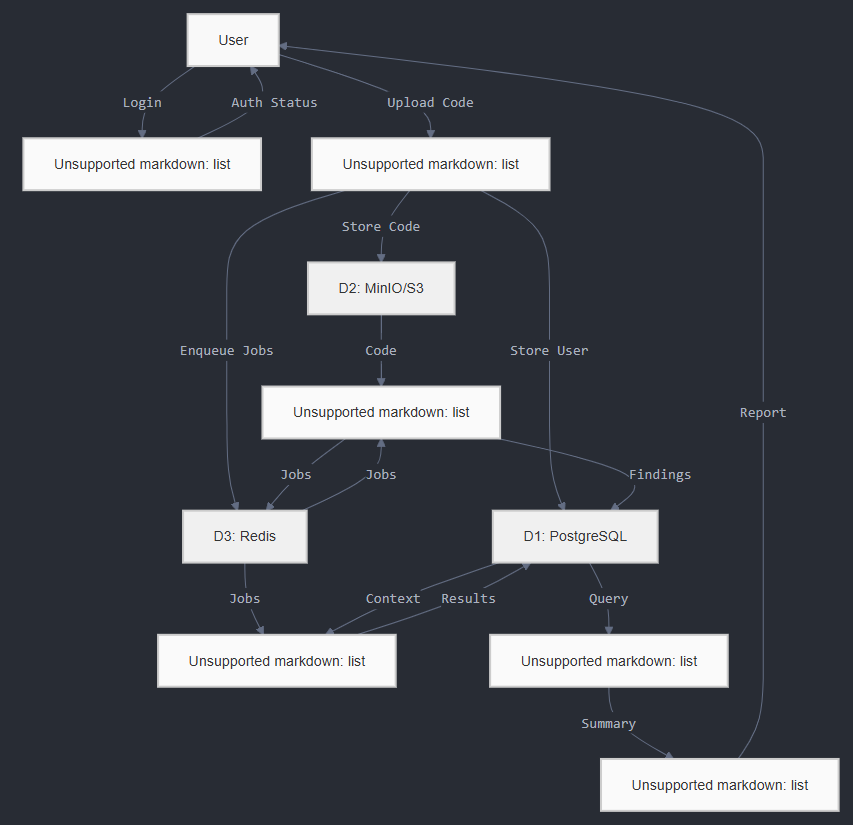 User
Login
Auth Status
Upload Code
Unsupported markdown: list
Unsupported markdown: list
Store Code
D2: MinIO/S3
Enqueue Jobs
Code
Store User
Unsupported markdown: list
Report
Jobs
Jobs
Findings
D3: Redis
D1: PostgreSQL
Jobs
Context
Results
Query
Unsupported markdown: list
Unsupported markdown: list
Summary
Unsupported markdown: list